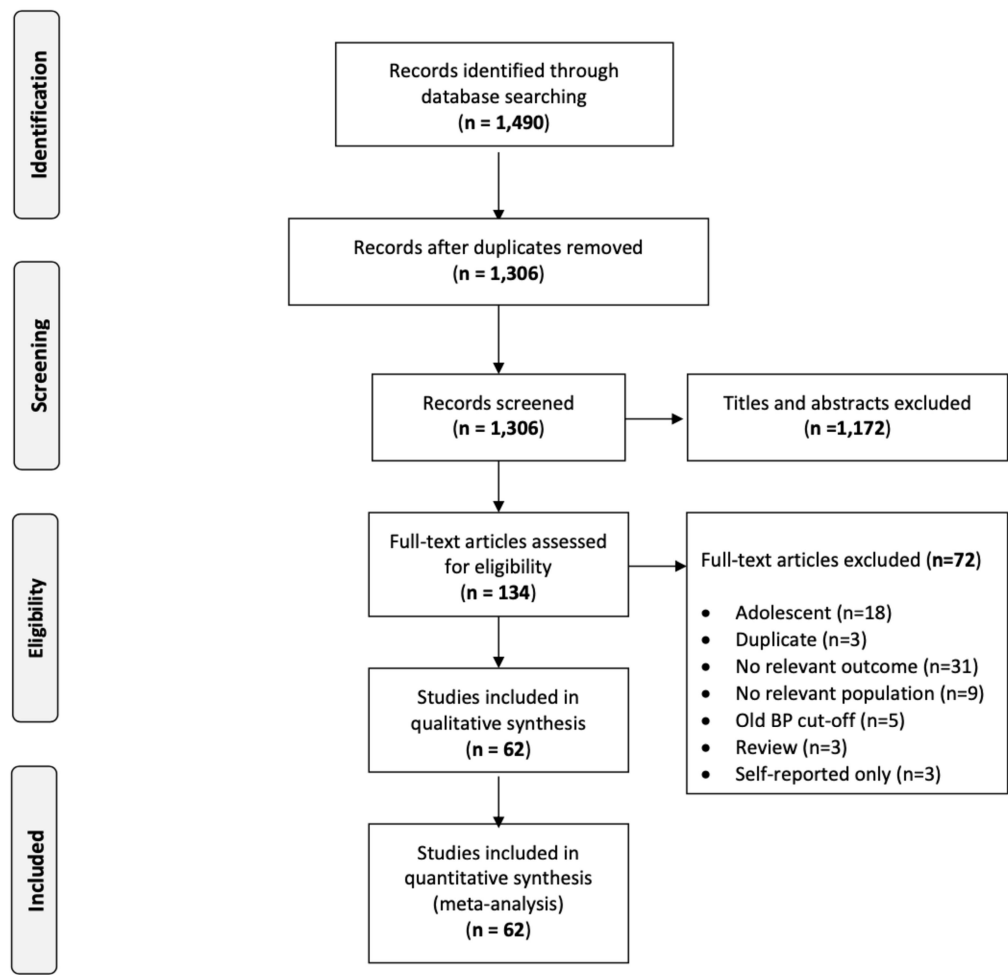 Identification
Records identified through
database searching
(n = 1,490)
Records after duplicates removed
(n = 1,306)
Screening
Records screened
(n = 1,306)
Titles and abstracts excluded
(n =1,172)
Eligibility
Full-text articles assessed
for eligibility
(n = 134)
Full-text articles excluded (n=72)
• Adolescent (n=18)
• Duplicate (n=3)
• No relevant outcome (n=31)
• No relevant population (n=9)
• Old BP cut-off (n=5)
• Review (n=3)
• Self-reported only (n=3)
Studies included in
qualitative synthesis
(n = 62)
Included
Studies included in
quantitative synthesis
(meta-analysis)
(n = 62)